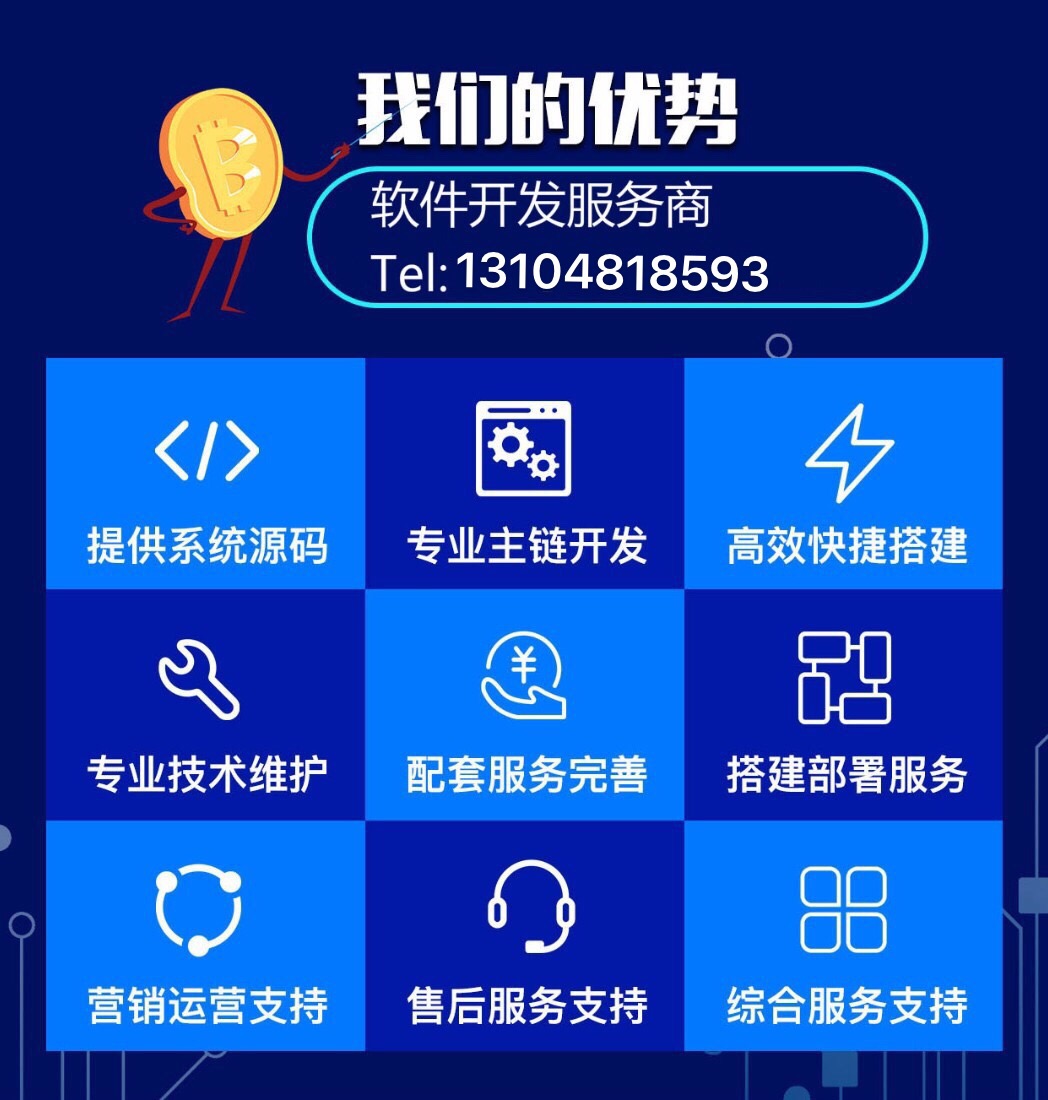 我们的优势
软件开发服务商
Tel:13104818593
提供系统源码
专业主链开发
高效快捷搭建
专业技术维护
配套服务完善
搭建部署服务
营销运营支持
售后服务支持
综合服务支持